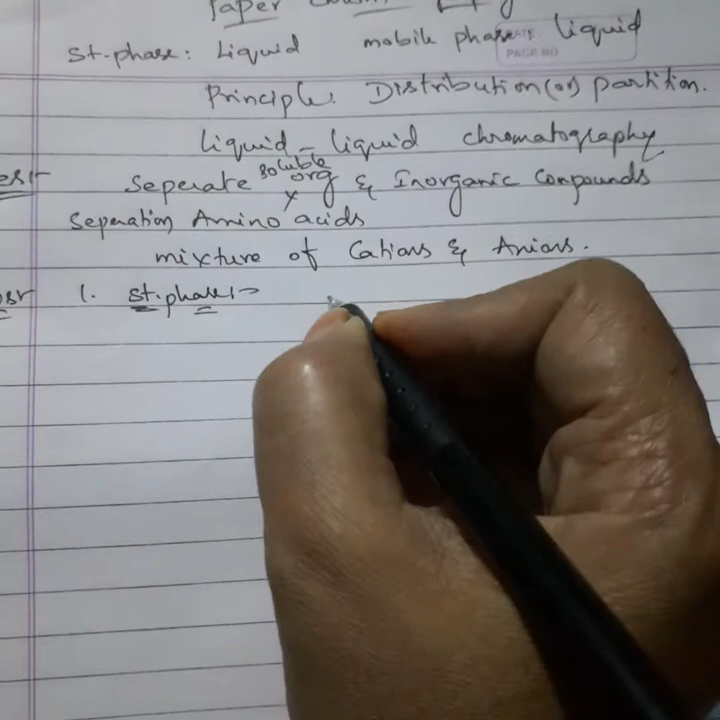 Paper
St.phase: Liquid mobile phase liquid
PAGE NO
Principle: Distribution (or) partition.
liquid - liquid chromatography
Seperate soluble org & Inorganic Compounds
Seperation Amino acids
mixture of Cations & Anions.
1. St.phase:-